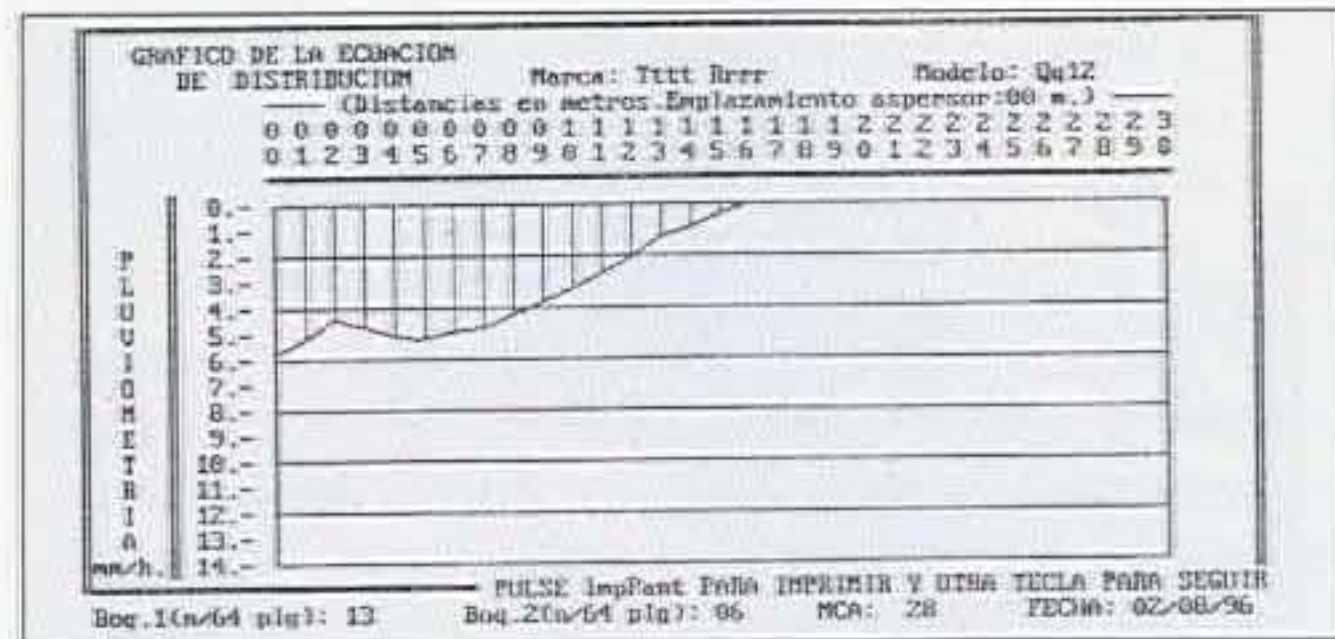 GRAFICO DE LA ECUACION
DE DISTRIBUCION Marca: Tttt Rrrr Modelo: Qq12
(Distancias en metros.Emplazamiento aspersor:00 m.)
0 0 0 0 0 0 0 0 0 0 1 1 1 1 1 1 1 1 1 1 2 2 2 2 2 2 2 2 2 2 3
0 1 2 3 4 5 6 7 8 9 0 1 2 3 4 5 6 7 8 9 0 1 2 3 4 5 6 7 8 9 0
PLUVIOMETRIA
mm/h.
0.-
1.-
2.-
3.-
4.-
5.-
6.-
7.-
8.-
9.-
10.-
11.-
12.-
13.-
14.-
PULSE ImpPant PARA IMPRIMIR Y OTRA TECLA PARA SEGUIR
Boq.1(n/64 plg): 13 Boq.2(n/64 plg): 06 MCA: 28 FECHA: 02/08/96